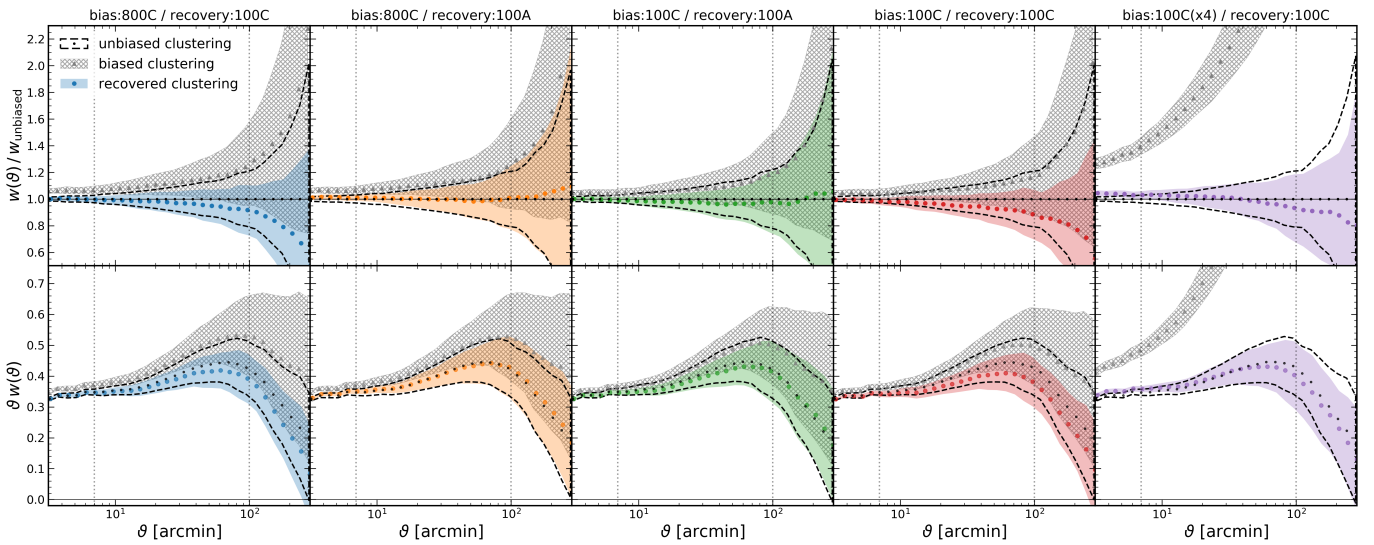 bias:800C / recovery:100C
bias:800C / recovery:100A
bias:100C / recovery:100A
bias:100C / recovery:100C
bias:100C(x4) / recovery:100C
unbiased clustering
biased clustering
recovered clustering
w(ϑ) / w_unbiased
2.2
2.0
1.8
1.6
1.4
1.2
1.0
0.8
0.6
ϑ w(ϑ)
0.7
0.6
0.5
0.4
0.3
0.2
0.1
0.0
10¹ 10² 10¹ 10² 10¹ 10² 10¹ 10² 10¹ 10²
ϑ [arcmin] ϑ [arcmin] ϑ [arcmin] ϑ [arcmin] ϑ [arcmin]